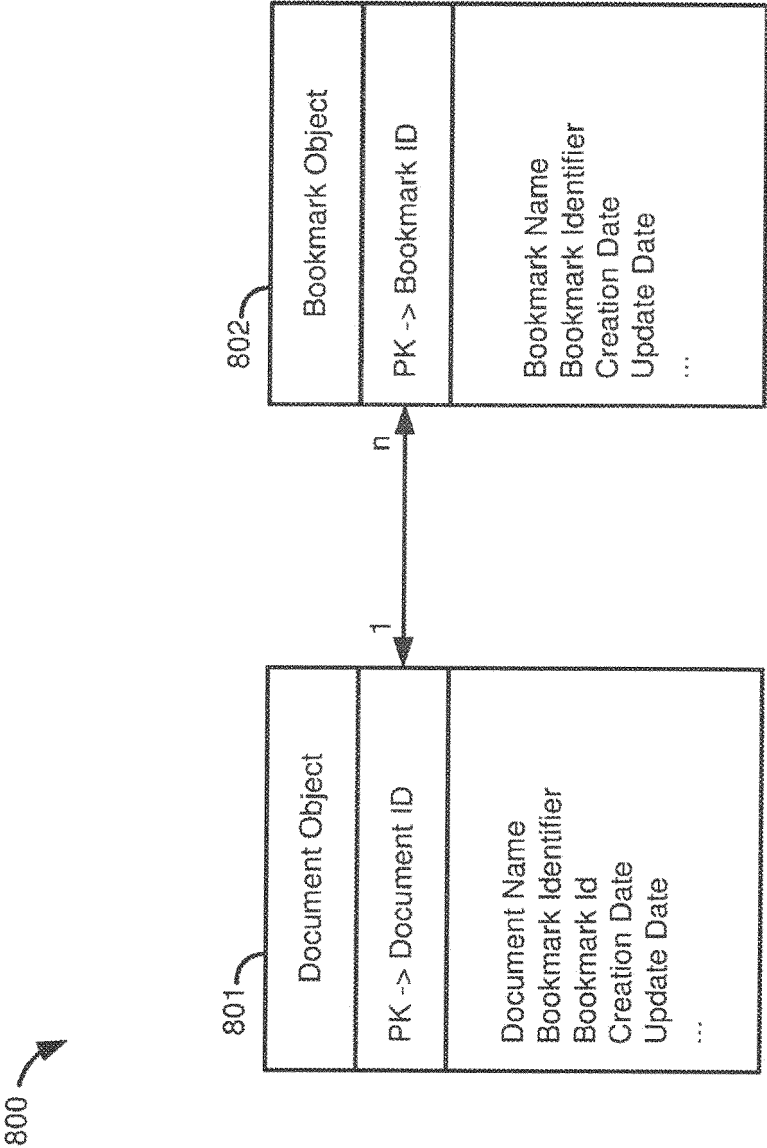 800
801
Document Object
PK -> Document ID
Document Name
Bookmark Identifier
Bookmark Id
Creation Date
Update Date
...
1
n
802
Bookmark Object
PK -> Bookmark ID
Bookmark Name
Bookmark Identifier
Creation Date
Update Date
...